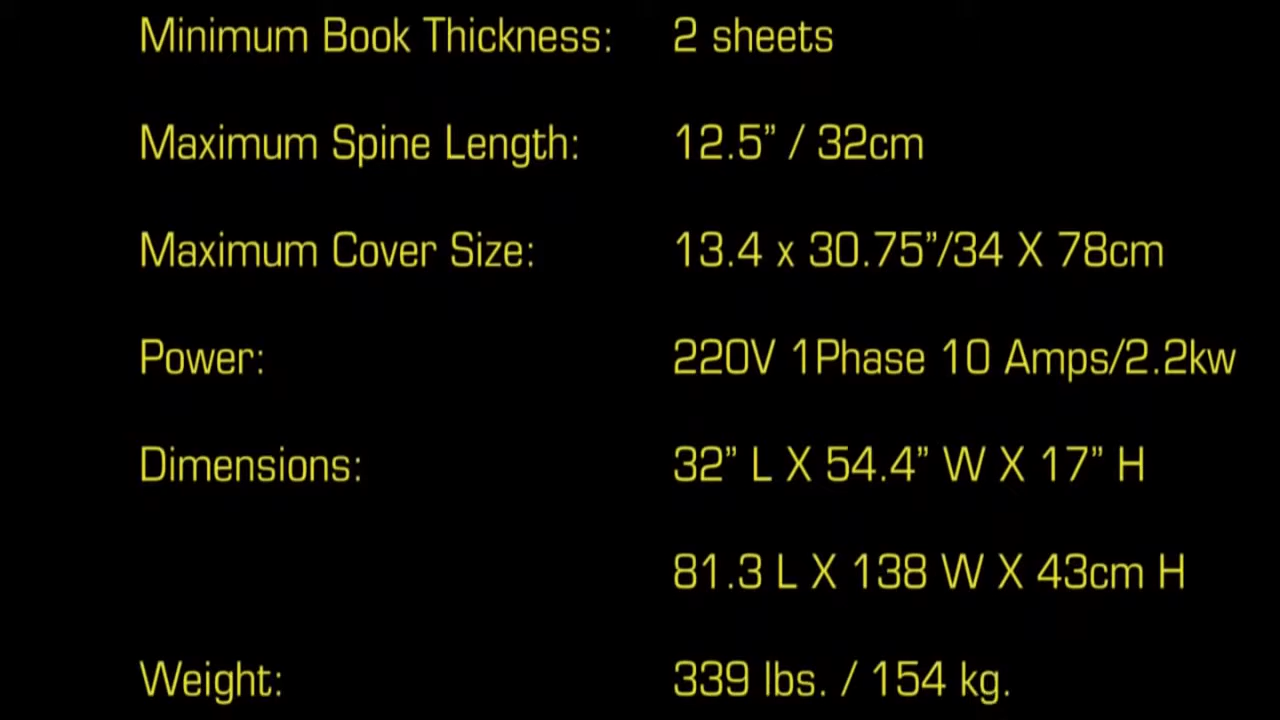 Minimum Book Thickness: 2 sheets
Maximum Spine Length: 12.5” / 32cm
Maximum Cover Size: 13.4 x 30.75”/34 X 78cm
Power: 220V 1Phase 10 Amps/2.2kw
Dimensions: 32” L X 54.4” W X 17” H
81.3 L X 138 W X 43cm H
Weight: 339 lbs. / 154 kg.